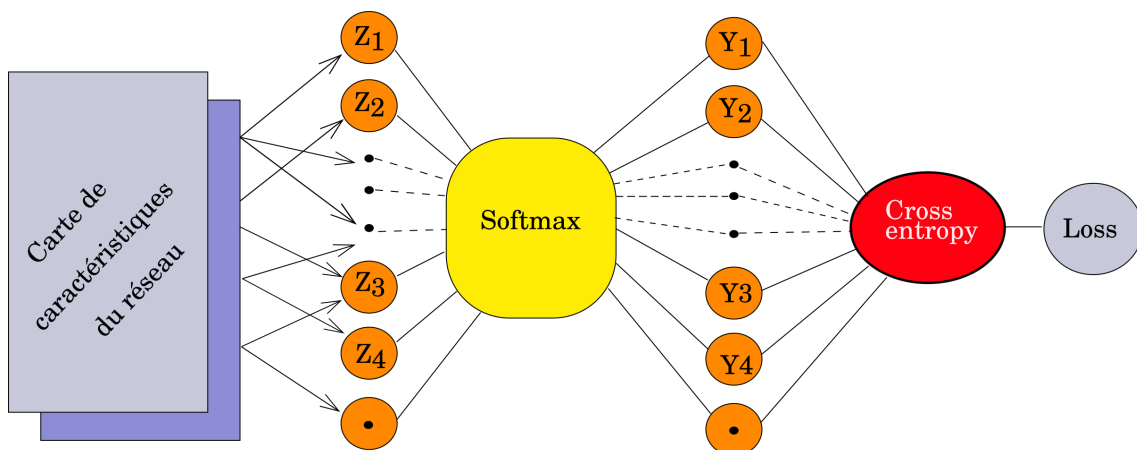 Carte de
caractéristiques
du réseau
Z1
Z2
Z3
Z4
Softmax
Y1
Y2
Y3
Y4
Cross
entropy
Loss